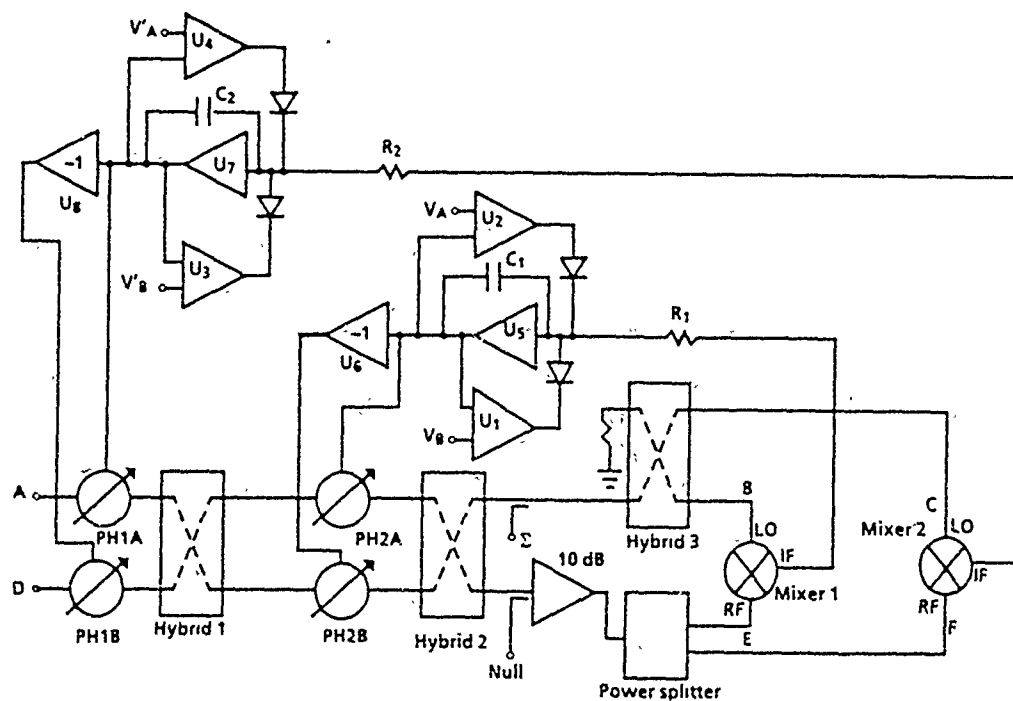 V'A
U4
C2
R2
-1
U7
U8
VA
U2
U3
C1
V'B
R1
-1
U5
U6
U1
VB
B
C
LO
A
Σ
LO
Mixer 2
PH2A
Hybrid 3
PH1A
10 dB
IF
IF
Mixer 1
D
RF
RF
E
F
PH1B
Hybrid 1
PH2B
Hybrid 2
Null
Power splitter